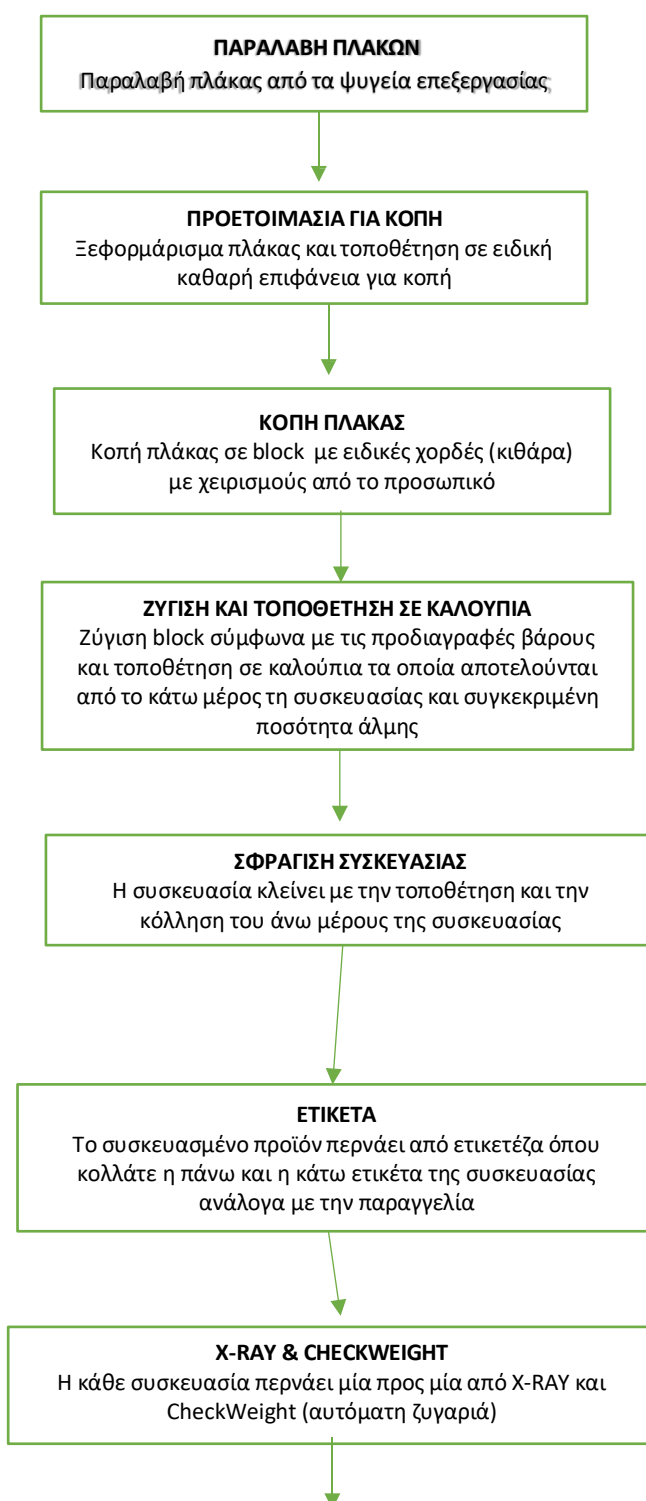 ΠΑΡΑΛΑΒΗ ΠΛΑΚΩΝ
Παραλαβή πλάκας από τα ψυγεία επεξεργασίας
ΠΡΟΕΤΟΙΜΑΣΙΑ ΓΙΑ ΚΟΠΗ
Ξεφορμάρισμα πλάκας και τοποθέτηση σε ειδική
καθαρή επιφάνεια για κοπή
ΚΟΠΗ ΠΛΑΚΑΣ
Κοπή πλάκας σε block με ειδικές χορδές (κιθάρα)
με χειρισμούς από το προσωπικό
ΖΥΓΙΣΗ ΚΑΙ ΤΟΠΟΘΕΤΗΣΗ ΣΕ ΚΑΛΟΥΠΙΑ
Ζύγιση block σύμφωνα με τις προδιαγραφές βάρους
και τοποθέτηση σε καλούπια τα οποία αποτελούνται
από το κάτω μέρος τη συσκευασίας και συγκεκριμένη
ποσότητα άλμης
ΣΦΡΑΓΙΣΗ ΣΥΣΚΕΥΑΣΙΑΣ
Η συσκευασία κλείνει με την τοποθέτηση και την
κόλληση του άνω μέρους της συσκευασίας
ΕΤΙΚΕΤΑ
Το συσκευασμένο προϊόν περνάει από ετικετέζα όπου
κολλάτε η πάνω και η κάτω ετικέτα της συσκευασίας
ανάλογα με την παραγγελία
X-RAY & CHECKWEIGHT
Η κάθε συσκευασία περνάει μία προς μία από X-RAY και
CheckWeight (αυτόματη ζυγαριά)